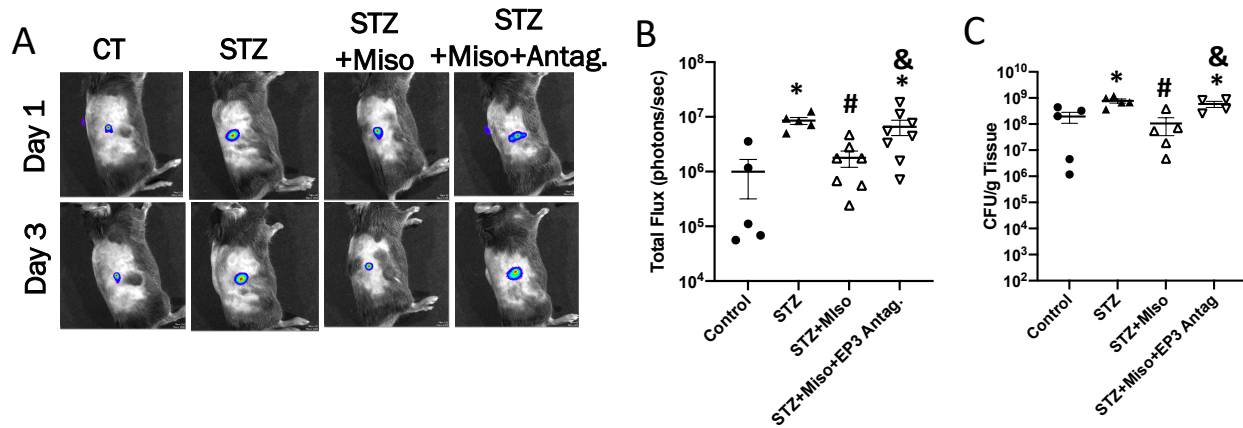 A
CT
STZ
STZ
+Miso
STZ
+Miso+Antag.
Day 1
Day 3
B
Total Flux (photons/sec)
10⁸
10⁷
10⁶
10⁵
10⁴
*
#
&
*
Control
STZ
STZ+MIso
STZ+Miso+EP3 Antag.
C
CFU/g Tissue
10¹⁰
10⁹
10⁸
10⁷
10⁶
10⁵
10⁴
10³
10²
*
#
&
*
Control
STZ
STZ+Miso
STZ+Miso+EP3 Antag